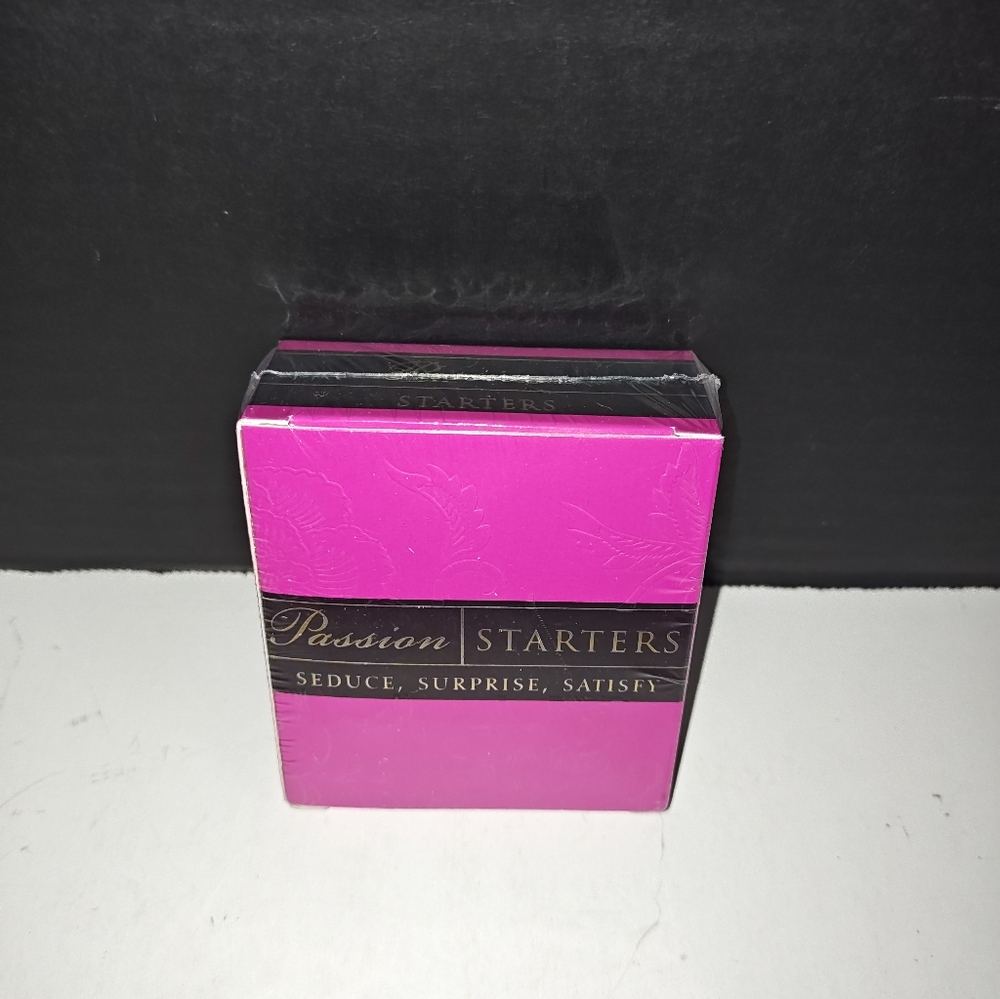 STARTERS
Passion STARTERS
SEDUCE, SURPRISE, SATISFY